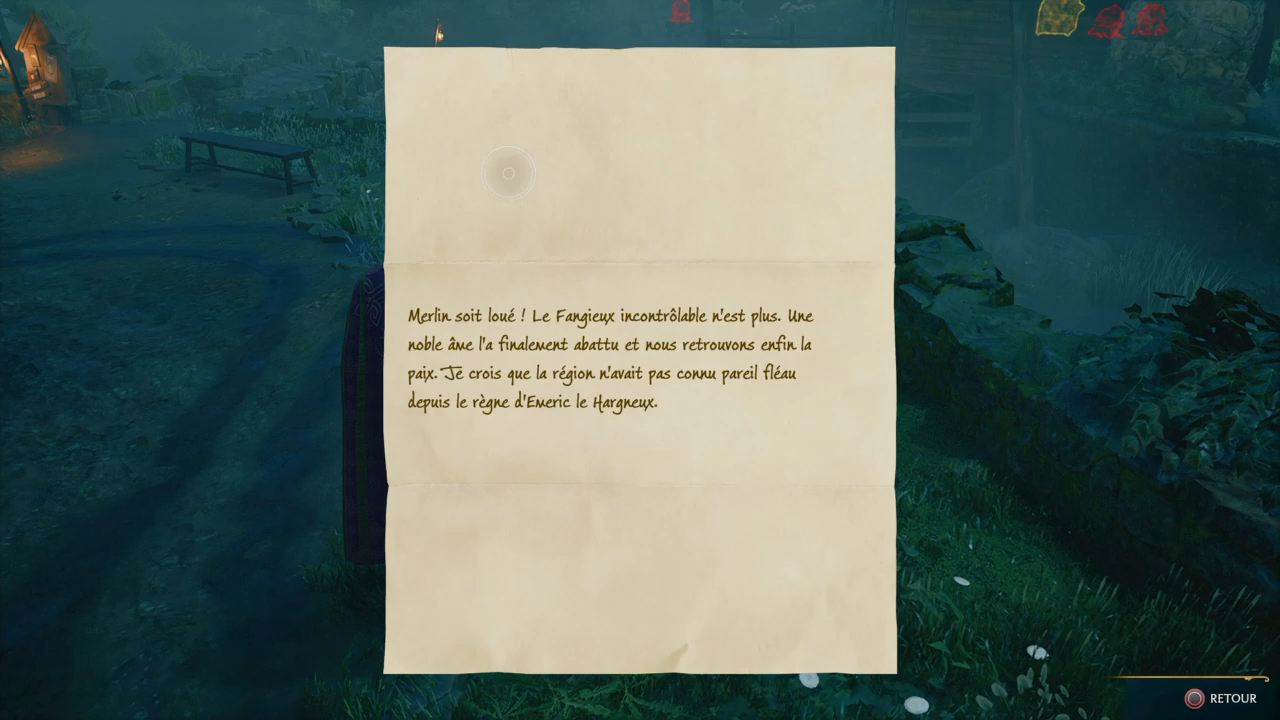 Merlin soit loué ! Le Fangieux incontrôlable n'est plus. Une
noble âme l'a finalement abattu et nous retrouvons enfin la
paix. Je crois que la région n'avait pas connu pareil fléau
depuis le règne d'Emeric le Hargneux.
RETOUR